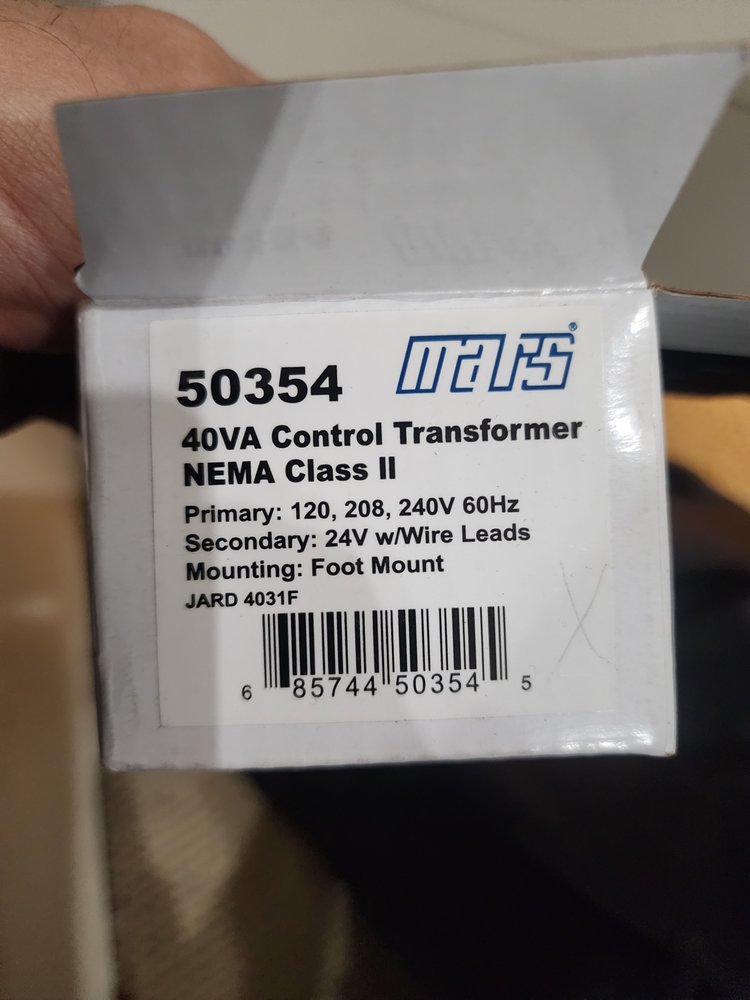 mars®
50354
40VA Control Transformer
NEMA Class II
Primary: 120, 208, 240V 60Hz
Secondary: 24V w/Wire Leads
Mounting: Foot Mount
JARD 4031F
6 85744 50354 5